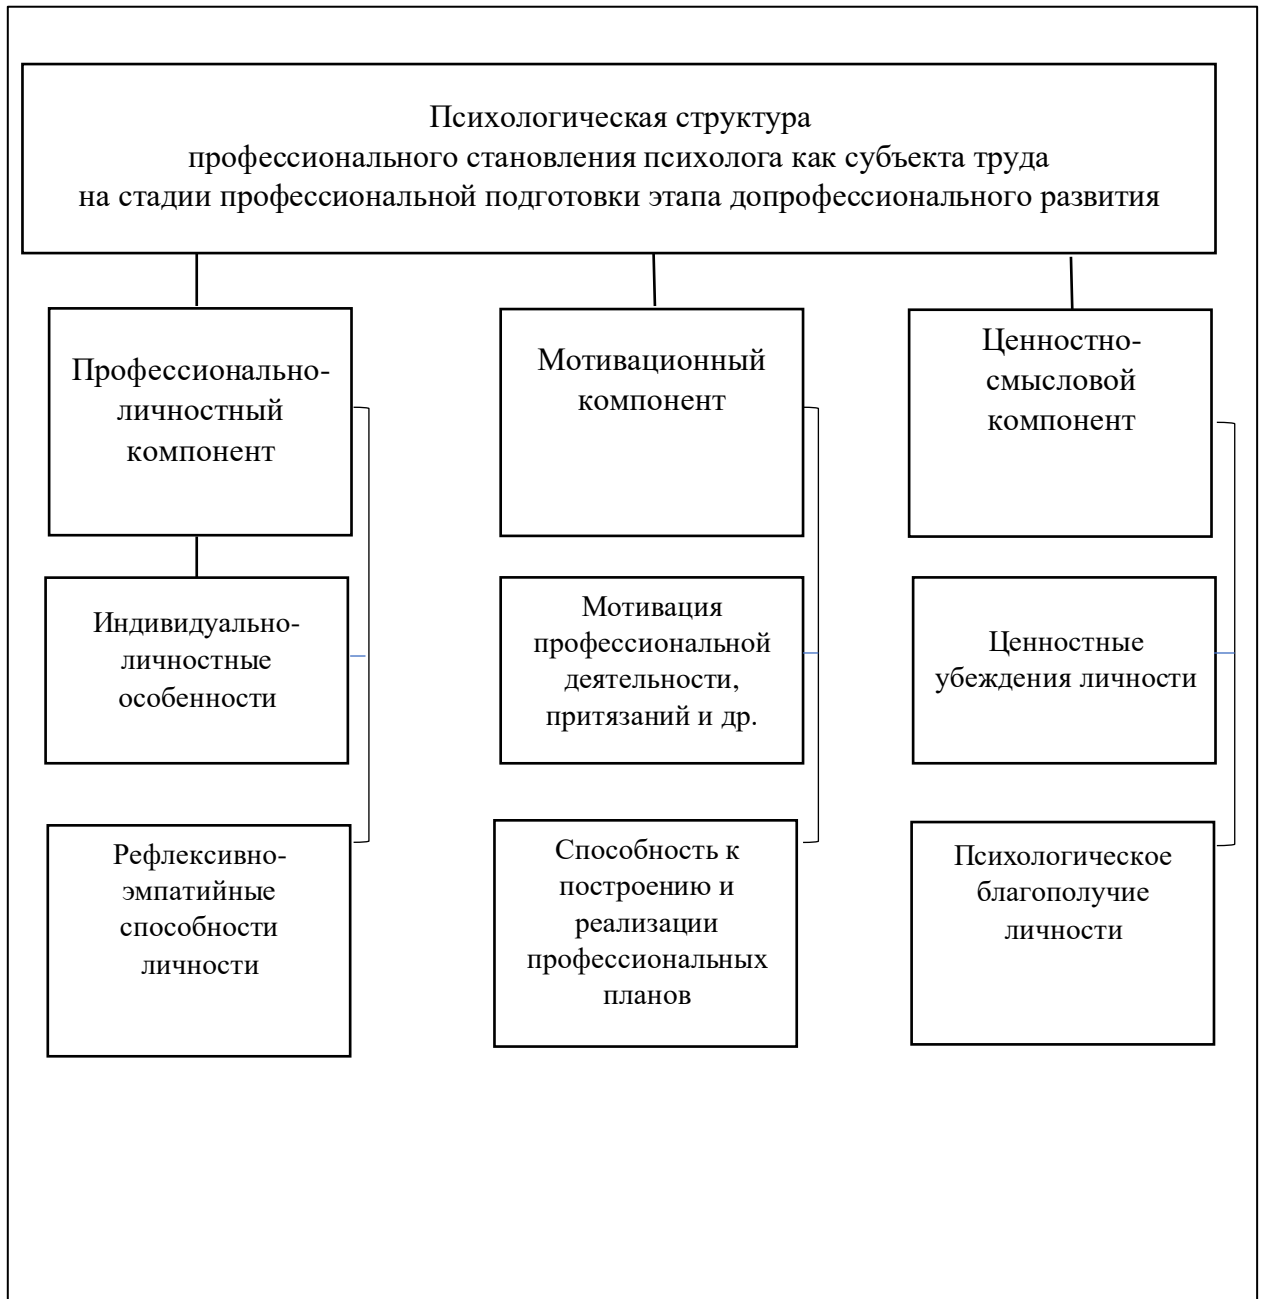 Психологическая структура
профессионального становления психолога как субъекта труда
на стадии профессиональной подготовки этапа допрофессионального развития
Профессионально-
личностный
компонент
Мотивационный
компонент
Ценностно-
смысловой
компонент
Индивидуально-
личностные
особенности
Мотивация
профессиональной
деятельности,
притязаний и др.
Ценностные
убеждения личности
Рефлексивно-
эмпатийные
способности
личности
Способность к
построению и
реализации
профессиональных
планов
Психологическое
благополучие
личности